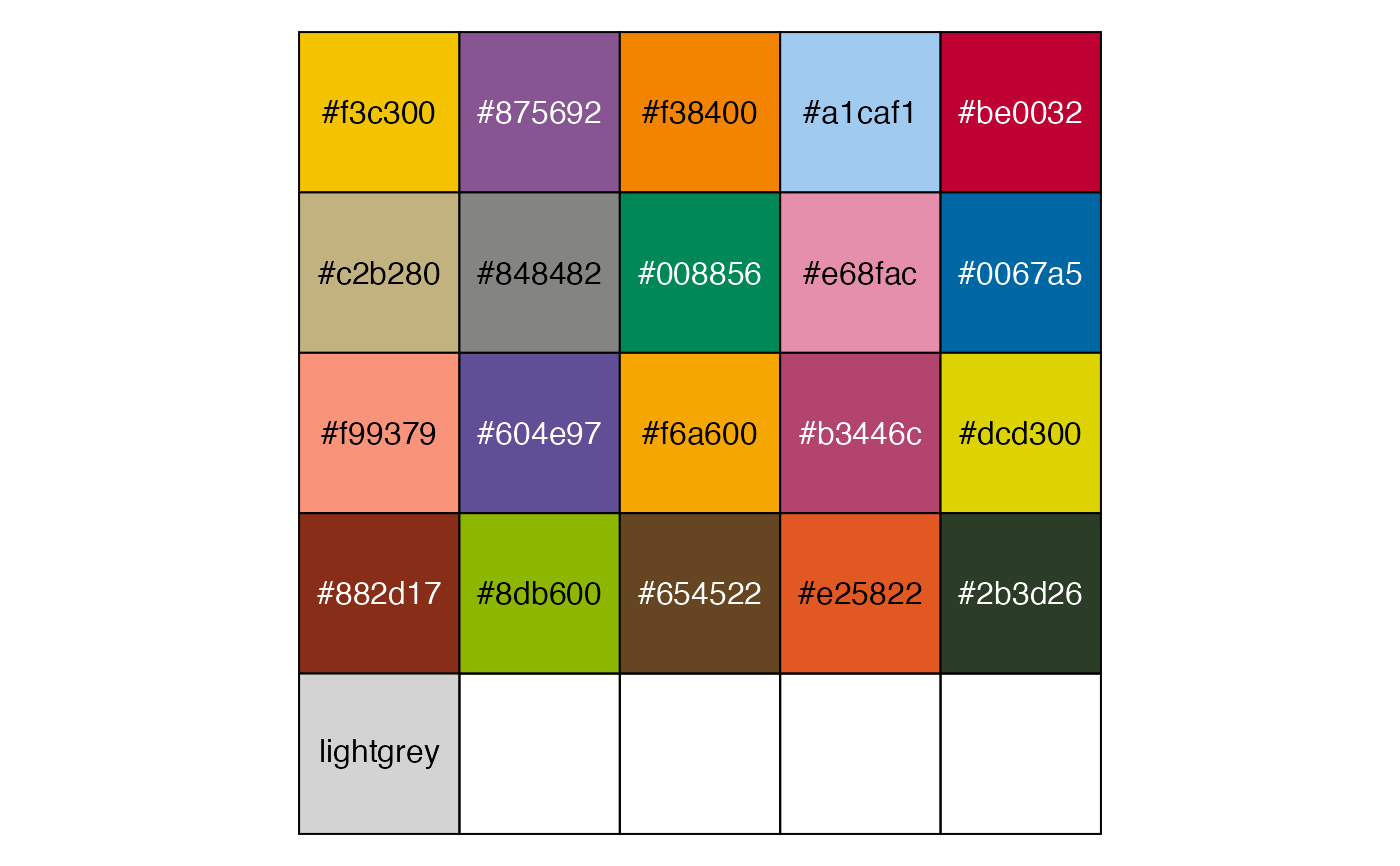 #f3c300 #875692 #f38400 #a1caf1 #be0032
#c2b280 #848482 #008856 #e68fac #0067a5
#f99379 #604e97 #f6a600 #b3446c #dcd300
#882d17 #8db600 #654522 #e25822 #2b3d26
lightgrey